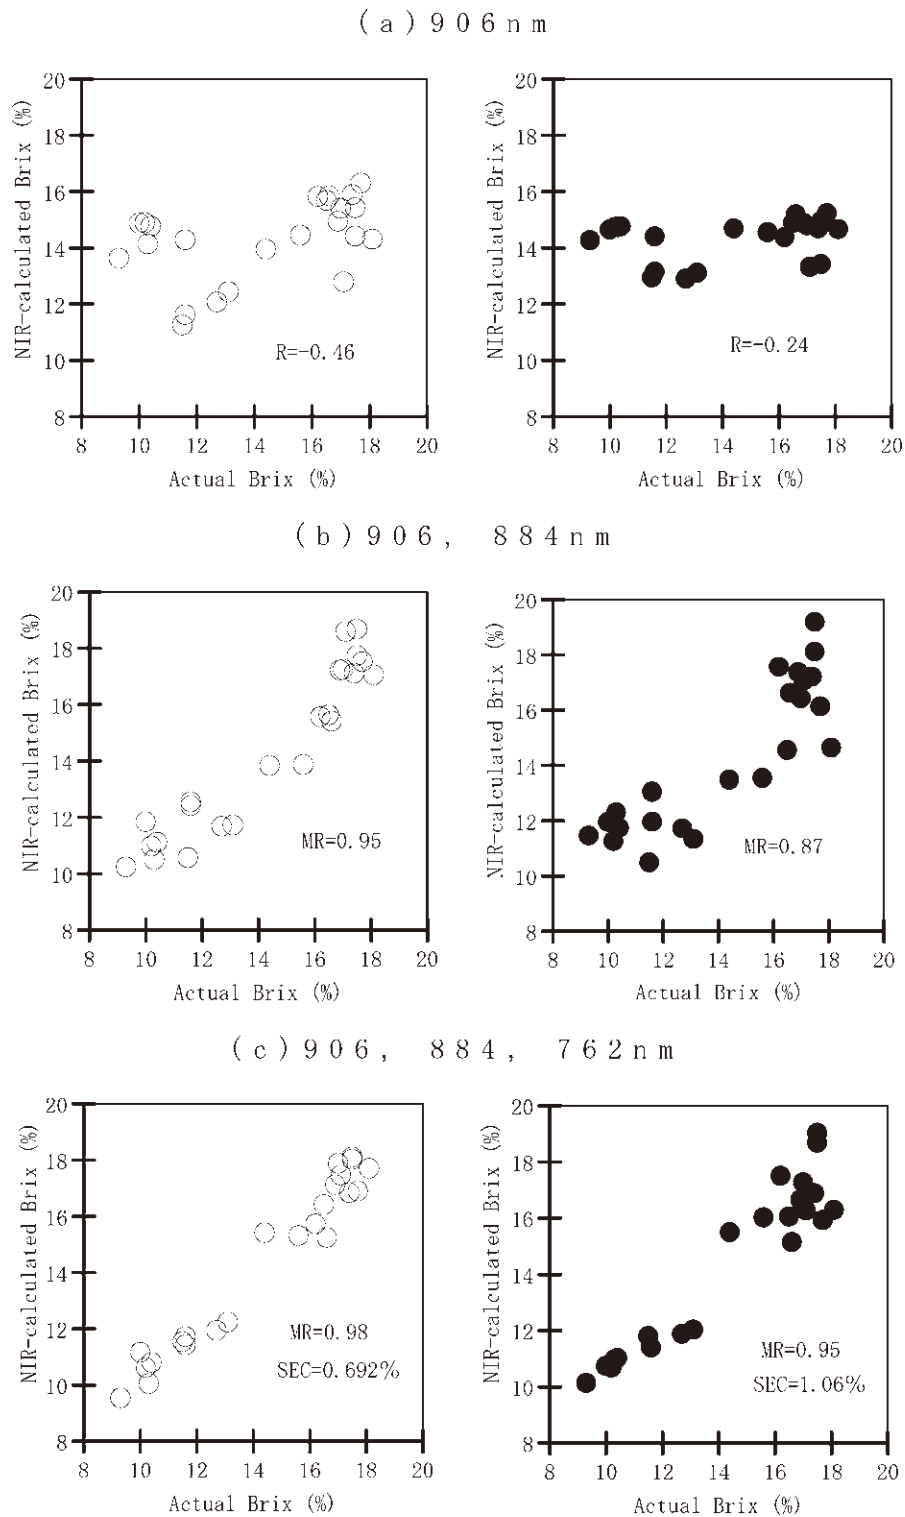 (a)906nm
NIR-calculated Brix (%)
20
18
16
14
12
10
8
R=-0.46
8 10 12 14 16 18 20
Actual Brix (%)
NIR-calculated Brix (%)
20
18
16
14
12
10
8
R=-0.24
8 10 12 14 16 18 20
Actual Brix (%)
(b)906, 884nm
NIR-calculated Brix (%)
20
18
16
14
12
10
8
MR=0.95
8 10 12 14 16 18 20
Actual Brix (%)
NIR-calculated Brix (%)
20
18
16
14
12
10
8
MR=0.87
8 10 12 14 16 18 20
Actual Brix (%)
(c)906, 884, 762nm
NIR-calculated Brix (%)
20
18
16
14
12
10
8
MR=0.98
SEC=0.692%
8 10 12 14 16 18 20
Actual Brix (%)
NIR-calculated Brix (%)
20
18
16
14
12
10
8
MR=0.95
SEC=1.06%
8 10 12 14 16 18 20
Actual Brix (%)